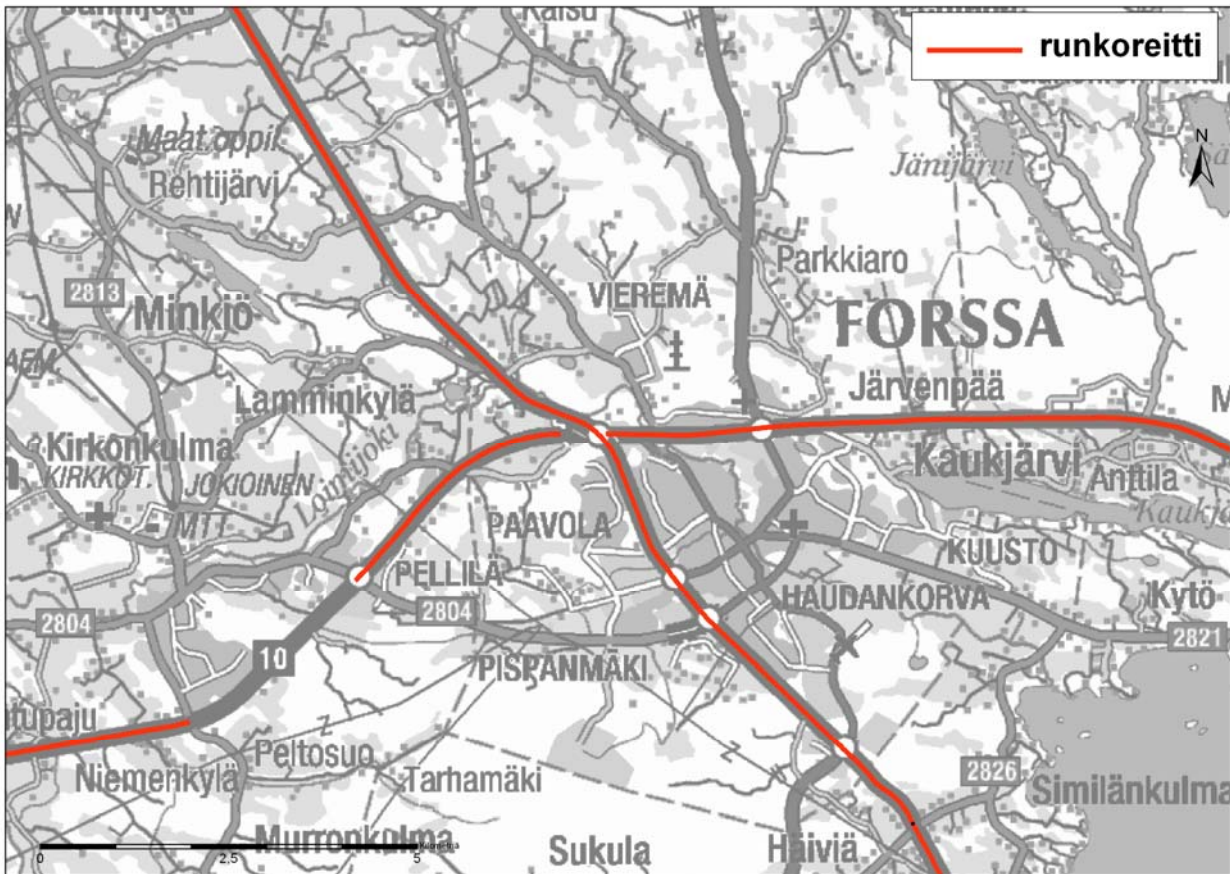 Kaisu
runkoreitti
N
Maat.oppil.
Rehtijärvi
Jänijärvi
Parkkiaro
2813
Minkiö
VIEREMÄ
FORSSA
Järvenpää
Lamminkylä
Kirkonkulma
KIRKKOT.
JOKIOINEN
Loimijoki
Kaukjärvi
Anttila
MTT
PAAVOLA
KUUSTO
PELLILÄ
HAUDANKORVA
Kytö
2804
2804
2821
10
PISPANMÄKI
Peltosuo
Niemenkylä
Tarhamäki
2826
Similänkulma
Murronkulma
Sukula
Häiviä
0
2,5
5
Kilometriä